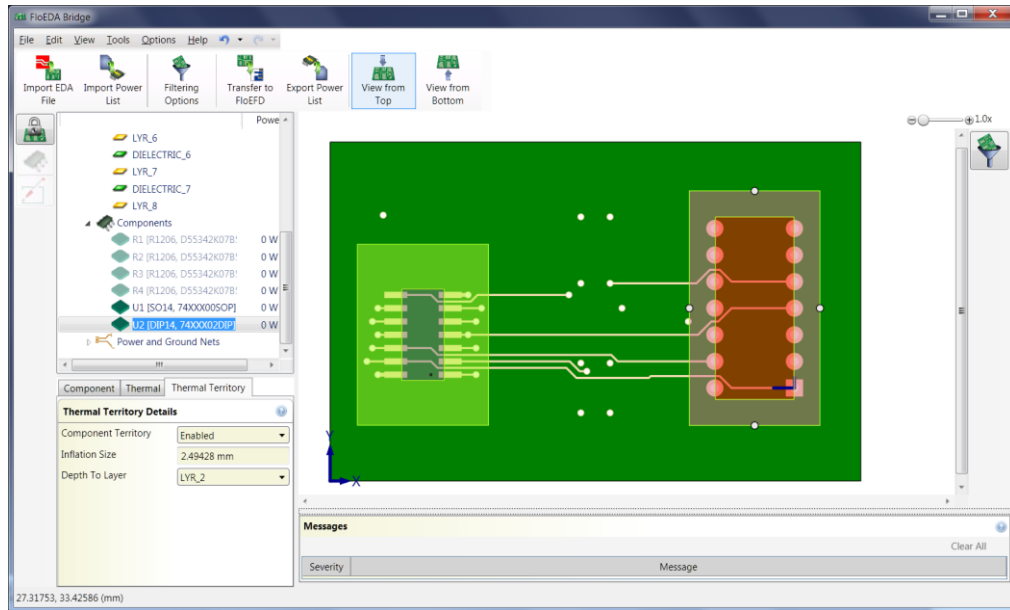 FloEDA Bridge
File Edit View Tools Options Help
Import EDA File
Import Power List
Filtering Options
Transfer to FloEFD
Export Power List
View from Top
View from Bottom
Powe
1.0x
LYR_6
DIELECTRIC_6
LYR_7
DIELECTRIC_7
LYR_8
Components
R1 [R1206, D55342K07B! 0 W
R2 [R1206, D55342K07B! 0 W
R3 [R1206, D55342K07B! 0 W
R4 [R1206, D55342K07B! 0 W
U1 [SO14, 74XXX00SOP] 0 W
U2 [DIP14, 74XXX02DIP] 0 W
Power and Ground Nets
Component Thermal Thermal Territory
Thermal Territory Details
Component Territory Enabled
Inflation Size 2.49428 mm
Depth To Layer LYR_2
Y
X
Messages
Clear All
Severity Message
27.31753, 33.42586 (mm)